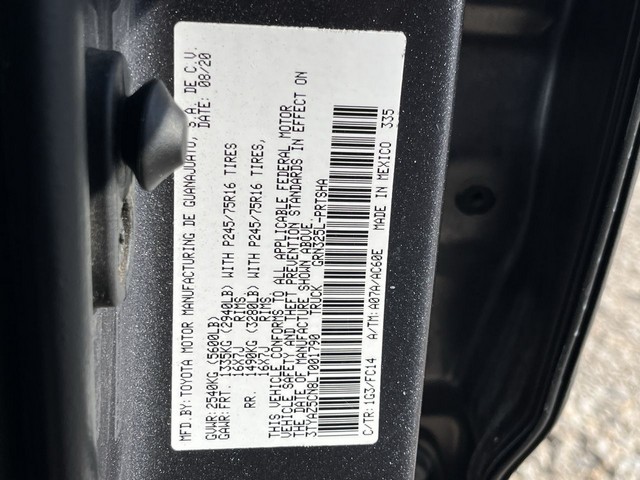 MFD.BY:TOYOTA MOTOR MANUFACTURING DE GUANAJUATO, S.A. DE C.V.
DATE: 08/20
GVWR:2540KG (5600LB)
GAWR:FRT. 1335KG (2940LB) WITH P245/75R16 TIRES
16X7J RIMS
RR. 1490KG (3280LB) WITH P245/75R16 TIRES,
16X7J RIMS
THIS VEHICLE CONFORMS TO ALL APPLICABLE FEDERAL MOTOR
VEHICLE SAFETY AND THEFT PREVENTION STANDARDS IN EFFECT ON
THE DATE OF MANUFACTURE SHOWN ABOVE.
3TYAZ5CN8LT001790 TRUCK GRN325L-PRTSHA
C/TR:1G3/FC14 A/TM:A07A/AC60E MADE IN MEXICO 335